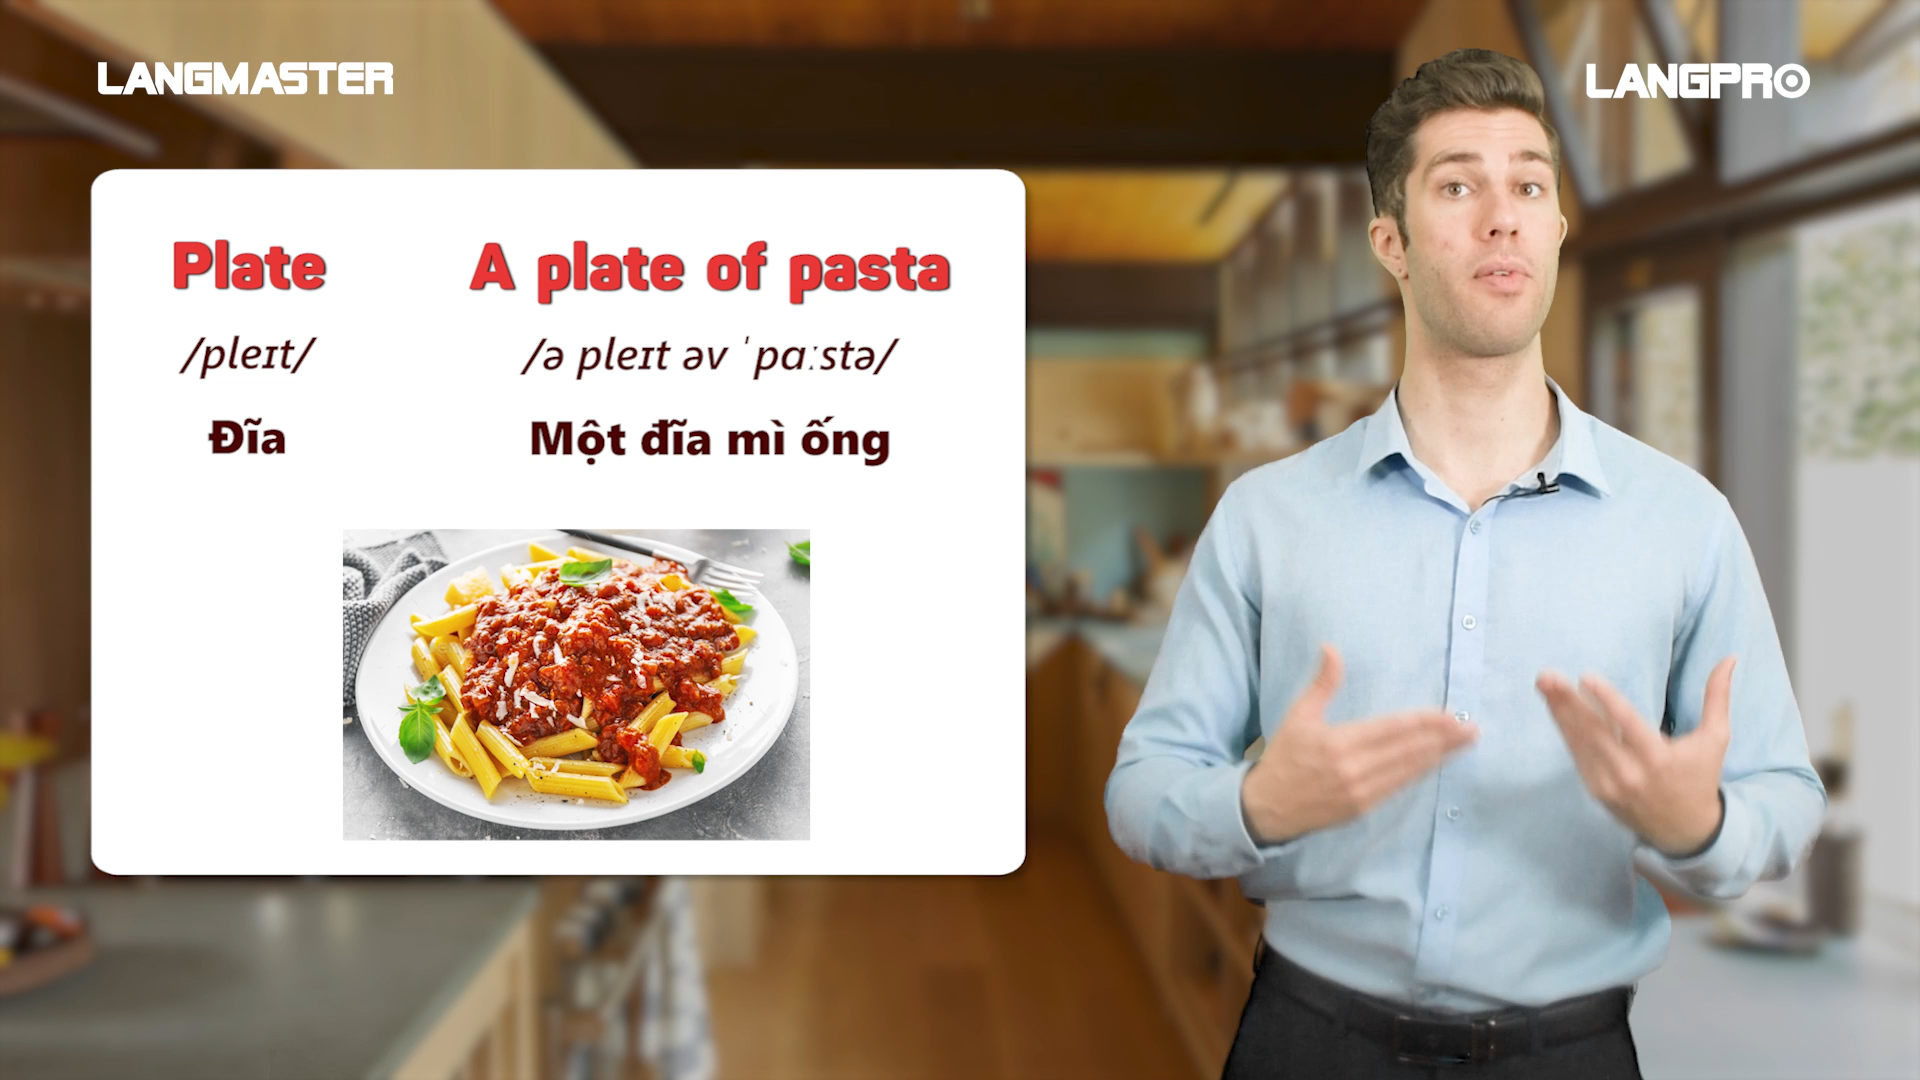 LANGMASTER
LANGPRO
Plate
A plate of pasta
/pleɪt/
/ə pleɪt əv ˈpɑːstə/
Đĩa
Một đĩa mì ống